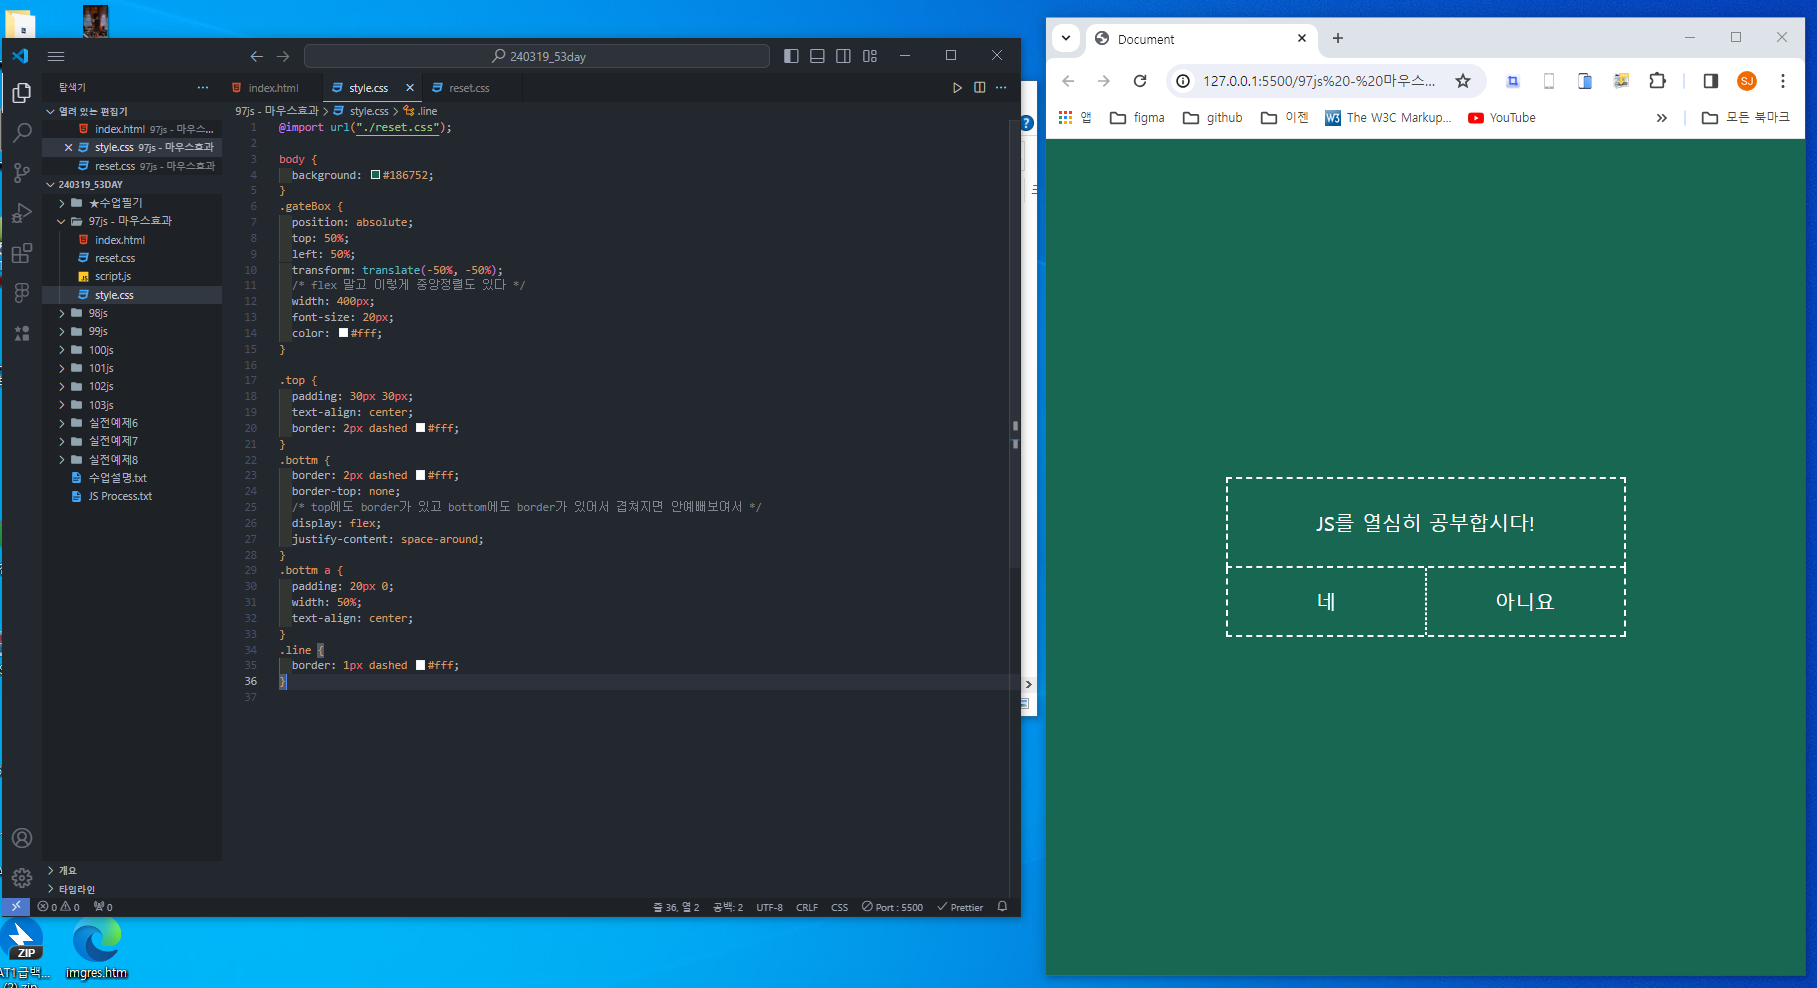 240319_53day
탐색기
index.html
style.css
reset.css
열려 있는 편집기
index.html 97js - 마우스...
style.css 97js - 마우스효과
reset.css 97js - 마우스효과
240319_53DAY
★수업필기
97js - 마우스효과
index.html
reset.css
script.js
style.css
98js
99js
100js
101js
102js
103js
실전예제6
실전예제7
실전예제8
수업설명.txt
JS Process.txt
개요
타임라인
97js - 마우스효과 > style.css > .line
1 @import url("./reset.css");
2
3 body {
4 background: #186752;
5 }
6 .gateBox {
7 position: absolute;
8 top: 50%;
9 left: 50%;
10 transform: translate(-50%, -50%);
11 /* flex 말고 이렇게 중앙정렬도 있다 */
12 width: 400px;
13 font-size: 20px;
14 color: #fff;
15 }
16
17 .top {
18 padding: 30px 30px;
19 text-align: center;
20 border: 2px dashed #fff;
21 }
22 .bottm {
23 border: 2px dashed #fff;
24 border-top: none;
25 /* top에도 border가 있고 bottom에도 border가 있어서 겹쳐지면 안예뻐보여서 */
26 display: flex;
27 justify-content: space-around;
28 }
29 .bottm a {
30 padding: 20px 0;
31 width: 50%;
32 text-align: center;
33 }
34 .line {
35 border: 1px dashed #fff;
36 }
37
0 0 0
줄 36, 열 2
공백: 2
UTF-8
CRLF
CSS
Port : 5500
Prettier
ZIP
AT1급백...
(3).zip
imgres.htm
Document
127.0.0.1:5500/97js%20-%20마우스...
SJ
앱
figma
github
이젠
W3
The W3C Markup...
YouTube
모든 북마크
JS를 열심히 공부합시다!
네
아니요